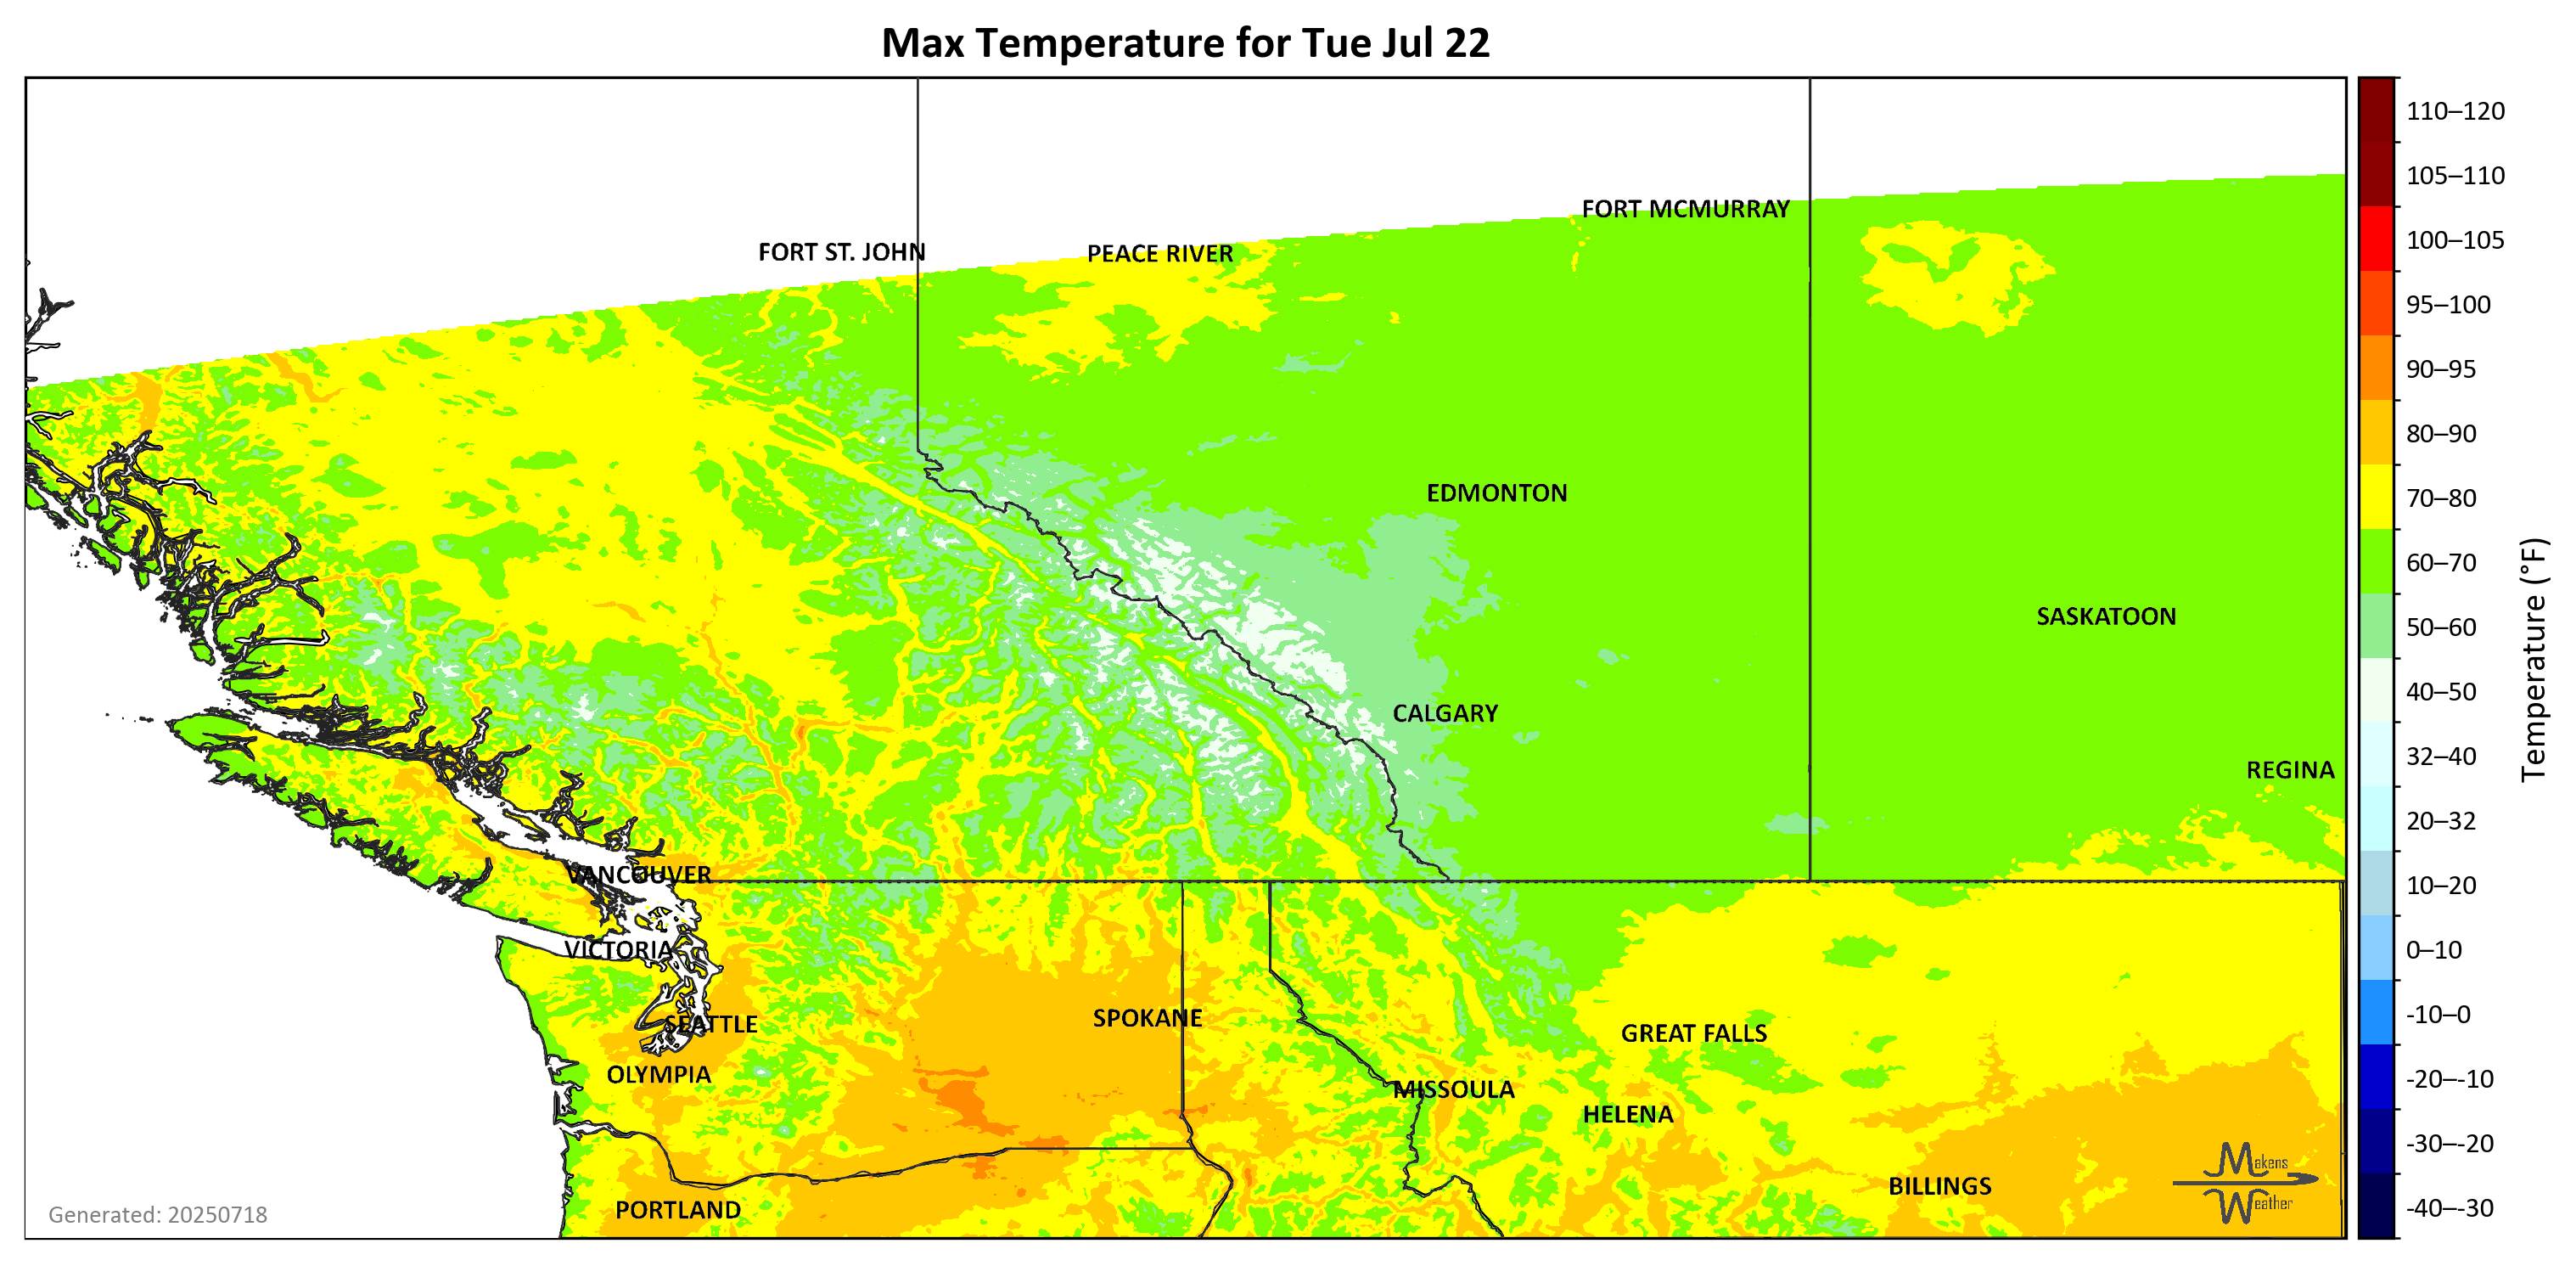 Max Temperature for Tue Jul 22
110–120
105–110
FORT MCMURRAY
100–105
FORT ST. JOHN
PEACE RIVER
95–100
90–95
80–90
EDMONTON
70–80
60–70
SASKATOON
50–60
40–50
CALGARY
32–40
REGINA
Temperature (°F)
20–32
VANCOUVER
10–20
VICTORIA
0–10
SEATTLE
SPOKANE
GREAT FALLS
-10–0
OLYMPIA
MISSOULA
-20–-10
HELENA
-30–-20
Makens
Weather
BILLINGS
PORTLAND
-40–-30
Generated: 20250718